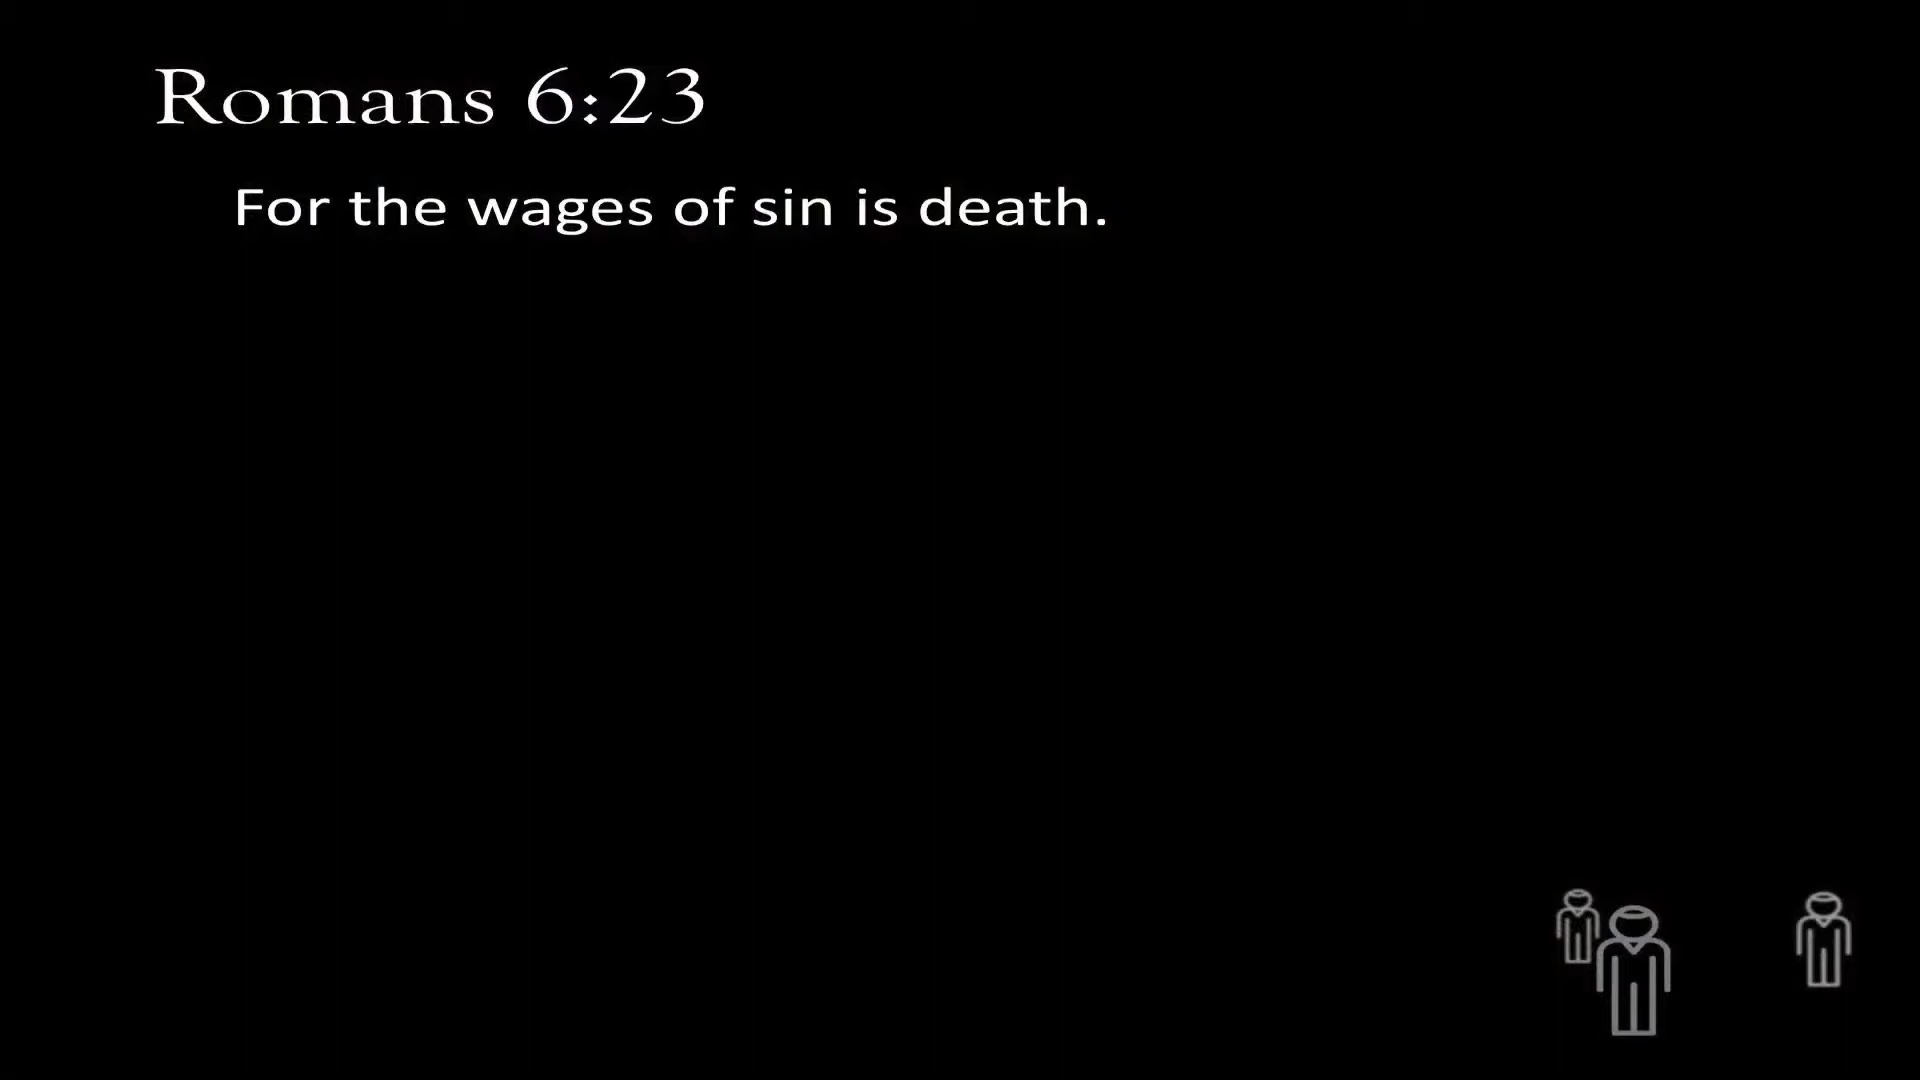 Romans 6:23
For the wages of sin is death.